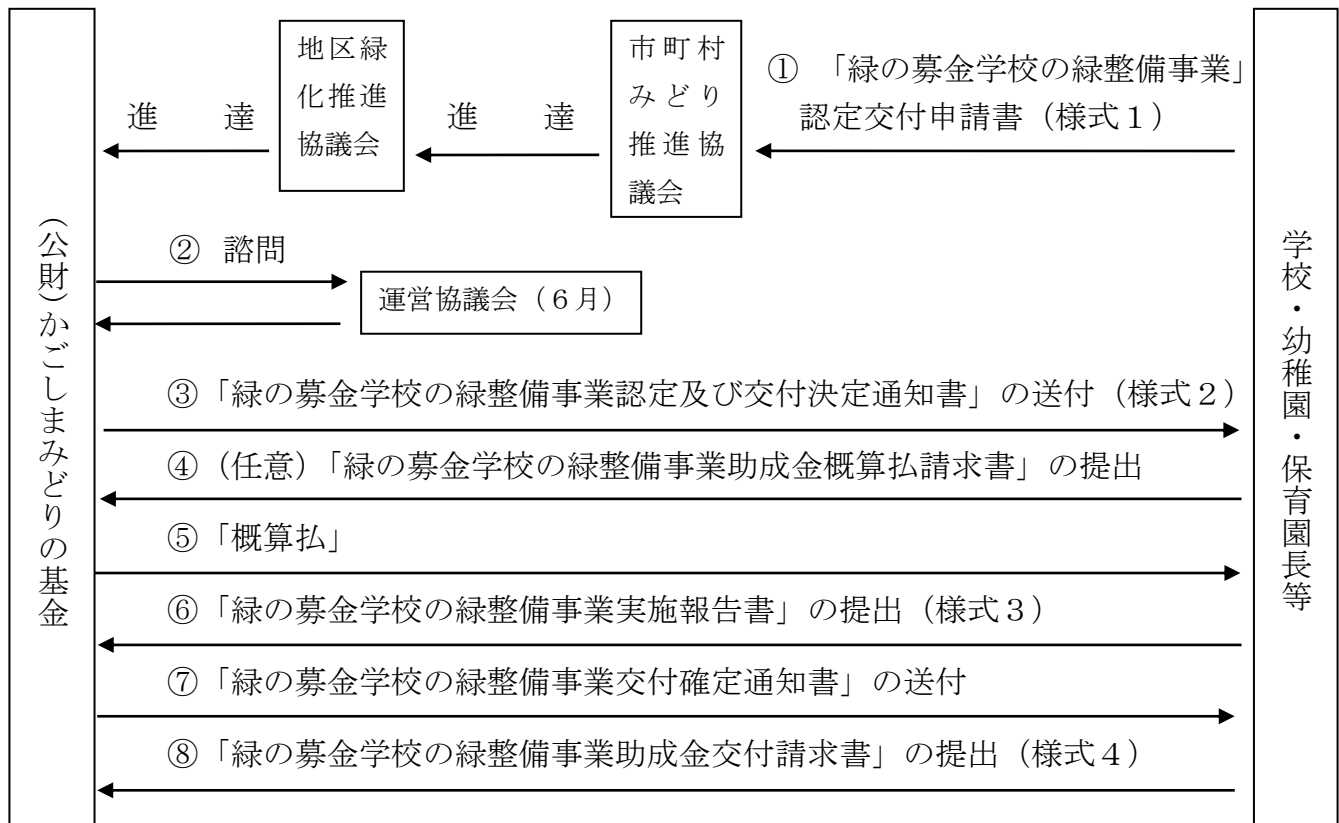 (公財)かごしまみどりの基金
進　　達
地区緑
化推進
協議会
進　　達
市町村
みどり
推進協
議会
① 「緑の募金学校の緑整備事業」
認定交付申請書（様式１）
学校・幼稚園・保育園長等
② 諮問
運営協議会（６月）
③「緑の募金学校の緑整備事業認定及び交付決定通知書」の送付（様式２）
④（任意）「緑の募金学校の緑整備事業助成金概算払請求書」の提出
⑤「概算払」
⑥「緑の募金学校の緑整備事業実施報告書」の提出（様式３）
⑦「緑の募金学校の緑整備事業交付確定通知書」の送付
⑧「緑の募金学校の緑整備事業助成金交付請求書」の提出（様式４）